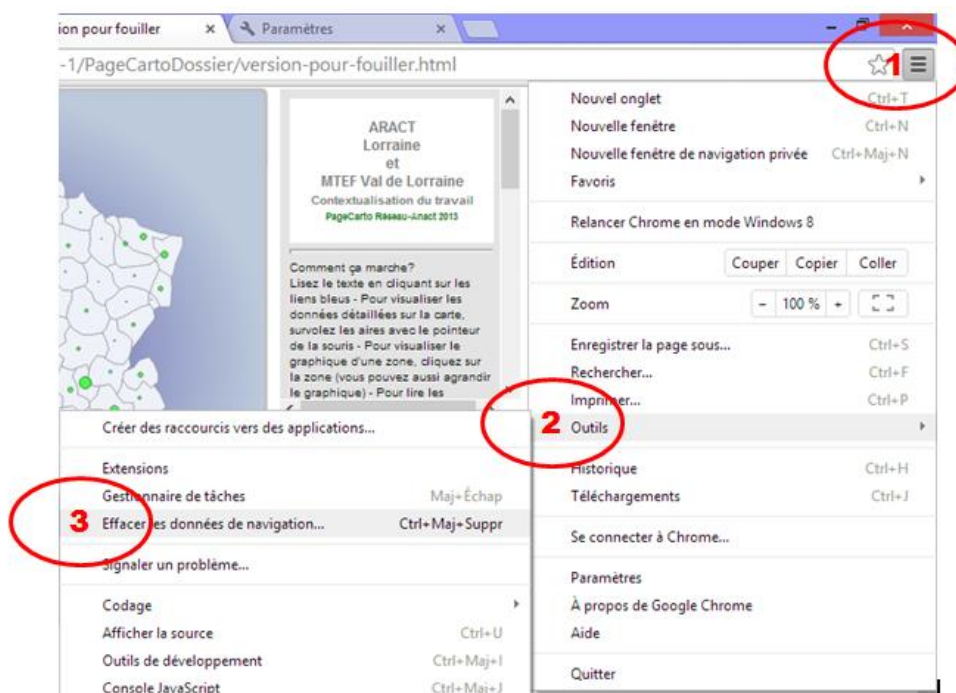 ion pour fouiller
Paramètres
-1/PageCartoDossier/version-pour-fouiller.html
1
ARACT
Lorraine
et
MTEF Val de Lorraine
Contextualisation du travail
PageCarto Réseau-Anact 2013
Comment ça marche?
Lisez le texte en cliquant sur les
liens bleus - Pour visualiser les
données détaillées sur la carte,
survolez les aires avec le pointeur
de la souris - Pour visualiser le
graphique d'une zone, cliquez sur
la zone (vous pouvez aussi agrandir
le graphique) - Pour lire les
Nouvel onglet Ctrl+T
Nouvelle fenêtre Ctrl+N
Nouvelle fenêtre de navigation privée Ctrl+Maj+N
Favoris
Relancer Chrome en mode Windows 8
Édition Couper Copier Coller
Zoom - 100 % +
Enregistrer la page sous... Ctrl+S
Rechercher... Ctrl+F
Imprimer... Ctrl+P
2 Outils
Historique Ctrl+H
Téléchargements Ctrl+J
Se connecter à Chrome...
Paramètres
À propos de Google Chrome
Aide
Quitter
Créer des raccourcis vers des applications...
Extensions
Gestionnaire de tâches Maj+Échap
3 Effacer les données de navigation... Ctrl+Maj+Suppr
Signaler un problème...
Codage
Afficher la source Ctrl+U
Outils de développement Ctrl+Maj+I
Console JavaScript Ctrl+Maj+J